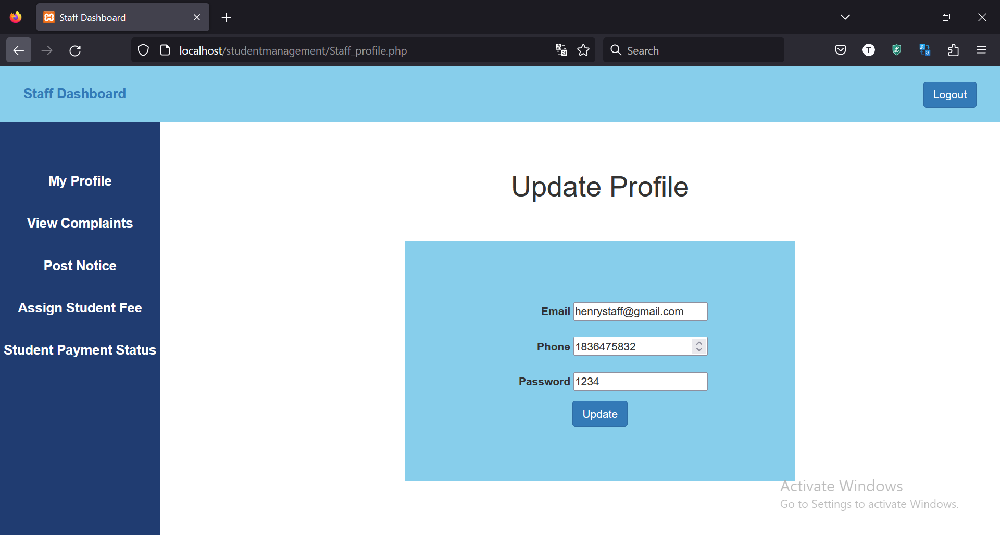 Staff Dashboard
localhost/studentmanagement/Staff_profile.php
Search
T
Staff Dashboard
Logout
My Profile
View Complaints
Post Notice
Assign Student Fee
Student Payment Status
Update Profile
Email henrystaff@gmail.com
Phone 1836475832
Password 1234
Update
Activate Windows
Go to Settings to activate Windows.